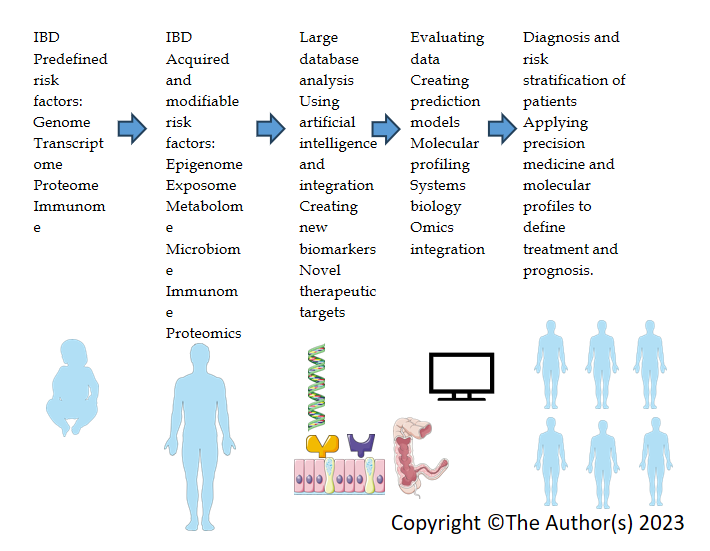 IBD
Predefined
risk
factors:
Genome
Transcript
ome
Proteome
Immunom
e
IBD
Acquired
and
modifiable
risk
factors:
Epigenome
Exposome
Metabolom
e
Microbiom
e
Immunom
e
Proteomics
Large
database
analysis
Using
artificial
intelligence
and
integration
Creating
new
biomarkers
Novel
therapeutic
targets
Evaluating
data
Creating
prediction
models
Molecular
profiling
Systems
biology
Omics
integration
Diagnosis and
risk
stratification of
patients
Applying
precision
medicine and
molecular
profiles to
define
treatment and
prognosis.
Copyright ©The Author(s) 2023